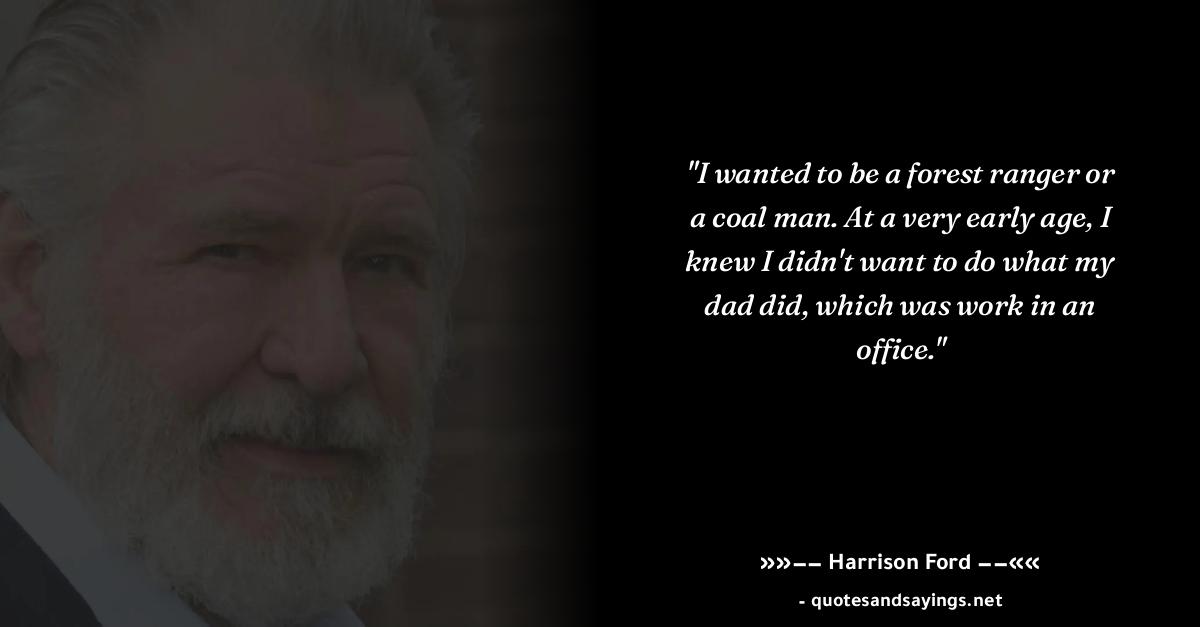 "I wanted to be a forest ranger or
a coal man. At a very early age, I
knew I didn't want to do what my
dad did, which was work in an
office."
»»−− Harrison Ford −−««
- quotesandsayings.net